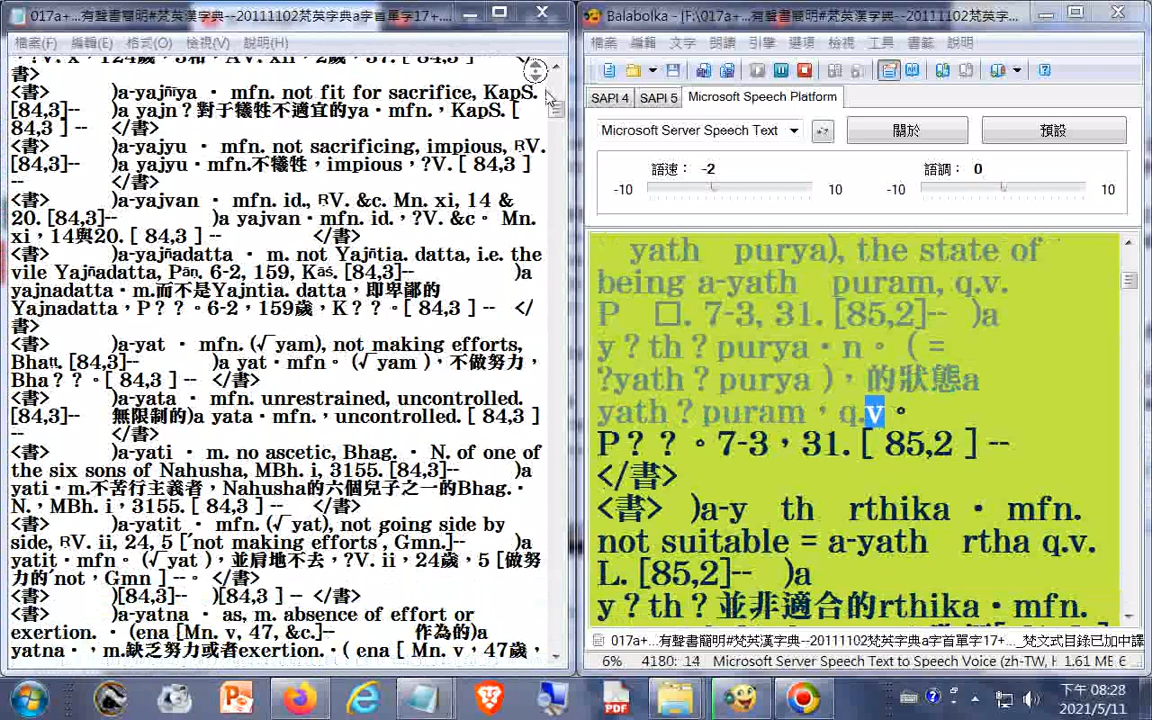 017a+...有聲書簡明#梵英漢字典--20111102梵英字典a字首單字17+...
檔案(F) 編輯(E) 格式(O) 檢視(V) 說明(H)
書>
<書> )a-yajñiya · mfn. not fit for sacrifice, KapS.
[84,3]-- )a yajn？對于犧牲不適宜的ya·mfn.，KapS. [
84,3 ] -- </書>
<書> )a-yajyu · mfn. not sacrificing, impious, RV.
[84,3]-- )a yajyu·mfn.不犧牲，impious，?V. [ 84,3 ]
-- </書>
<書> )a-yajvan · mfn. id., RV. &c. Mn. xi, 14 &
20. [84,3]-- )a yajvan·mfn. id.，?V. &c。 Mn.
xi，14與20. [ 84,3 ] -- </書>
<書> )a-yajñadatta · m. not Yajñtia. datta, i.e. the
vile Yajñadatta, Pāṇ. 6-2, 159, Kāś. [84,3]-- )a
yajnadatta·m.而不是Yajntia. datta，即卑鄙的
Yajnadatta，P？？。6-2，159歲，K？？。[ 84,3 ] -- </
書>
<書> )a-yat · mfn. (√yam), not making efforts,
Bhaṭṭ. [84,3]-- )a yat·mfn。(√yam )，不做努力，
Bha？？。[ 84,3 ] -- </書>
<書> )a-yata · mfn. unrestrained, uncontrolled.
[84,3]-- 無限制的)a yata·mfn.，uncontrolled. [ 84,3 ]
-- </書>
<書> )a-yati · m. no ascetic, Bhag. · N. of one of
the six sons of Nahusha, MBh. i, 3155. [84,3]-- )a
yati·m.不苦行主義者，Nahusha的六個兒子之一的Bhag.·
N.，MBh. i，3155. [ 84,3 ] -- </書>
<書> )a-yatit · mfn. (√yat), not going side by
side, RV. ii, 24, 5 ['not making efforts', Gmn.]-- )a
yatit·mfn。(√yat )，並肩地不去，?V. ii，24歲，5 [做努
力的'not，Gmn ] --。</書>
<書> )[84,3]-- )[84,3 ] -- </書>
<書> )a-yatna · as, m. absence of effort or
exertion. · (ena [Mn. v, 47, &c.]-- 作為的)a
yatna·，m.缺乏努力或者exertion.·( ena [ Mn. v，47歲，
Balabolka - [F:\017a+...有聲書簡明#梵英漢字典--20111102梵英字...
檔案 編輯 文字 朗讀 引擎 選項 檢視 工具 書籤 說明
SAPI 4 SAPI 5 Microsoft Speech Platform
Microsoft Server Speech Text 關於 預設
語速： -2 語調： 0
-10 10 -10 10
yath purya), the state of
being a-yath puram, q.v.
P □. 7-3, 31. [85,2]-- )a
y？th？purya·n。( =
?yath？purya )，的狀態a
yath？puram，q.v。
P？？。7-3，31. [ 85,2 ] --
</書>
<書> )a-y th rthika · mfn.
not suitable = a-yath rtha q.v.
L. [85,2]-- )a
y？th？並非適合的rthika·mfn.
017a+...有聲書簡明#梵英漢字典--20111102梵英字典a字首單字17+..._梵文式目錄已加中譯
6% 4180: 14 Microsoft Server Speech Text to Speech Voice (zh-TW, H 1.61 MB 6
下午 08:28
2021/5/11